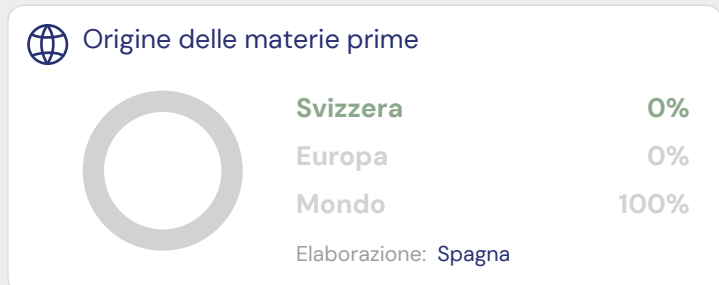 Origine delle materie prime
Svizzera 0%
Europa 0%
Mondo 100%
Elaborazione: Spagna